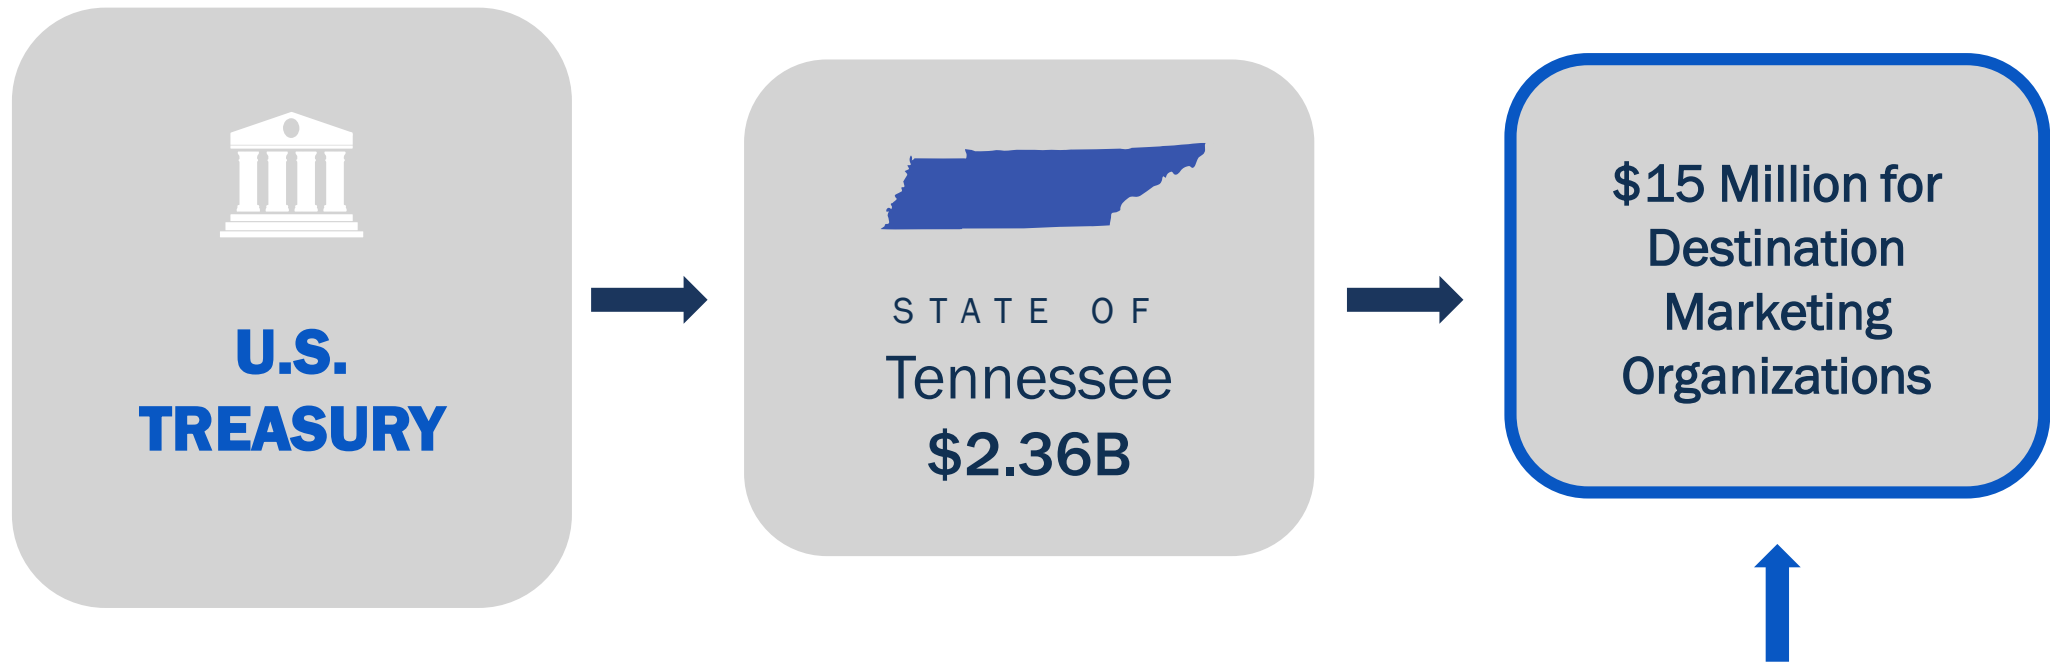 U.S.
TREASURY
STATE OF
Tennessee
$2.36B
$15 Million for
Destination
Marketing
Organizations